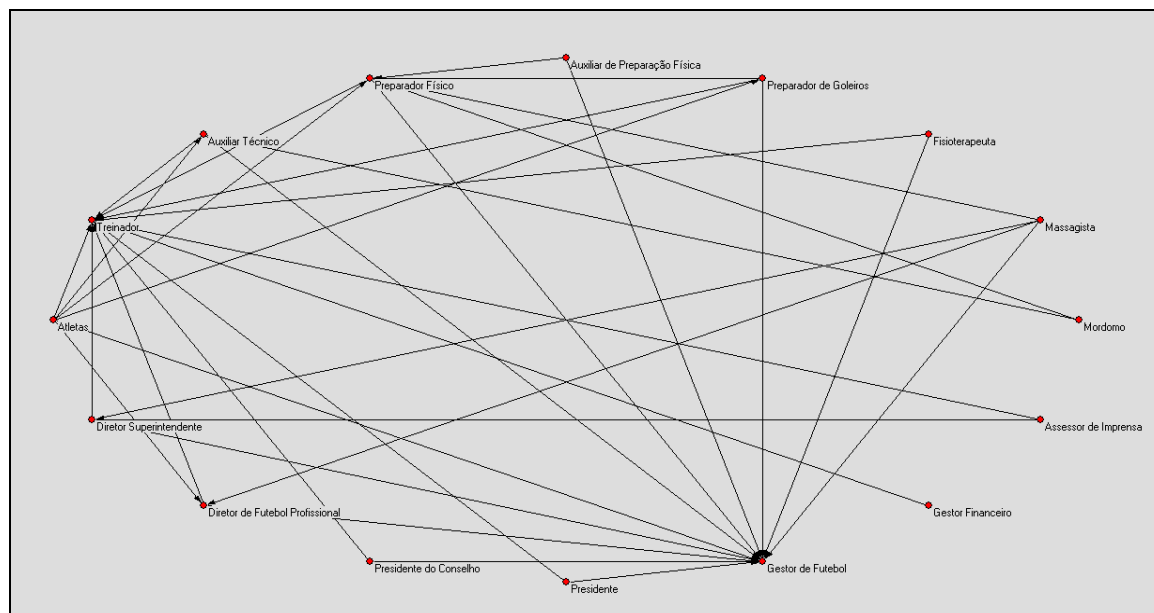 Auxiliar de Preparação Física
Preparador Físico
Preparador de Goleiros
Auxiliar Técnico
Fisioterapeuta
Treinador
Massagista
Atletas
Mordomo
Diretor Superintendente
Assessor de Imprensa
Diretor de Futebol Profissional
Gestor Financeiro
Presidente do Conselho
Gestor de Futebol
Presidente